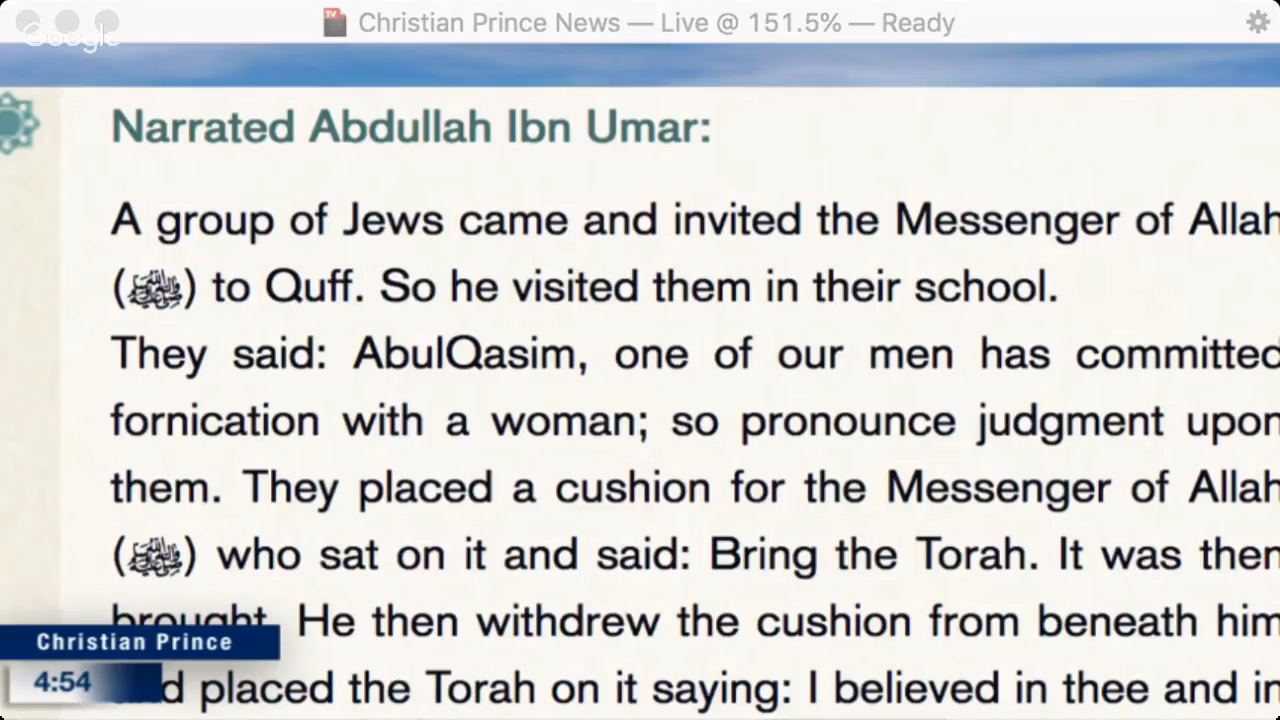 Christian Prince News — Live @ 151.5% — Ready
Google
Narrated Abdullah Ibn Umar:
A group of Jews came and invited the Messenger of Allah
(ﷺ) to Quff. So he visited them in their school.
They said: AbulQasim, one of our men has committed
fornication with a woman; so pronounce judgment upon
them. They placed a cushion for the Messenger of Allah
(ﷺ) who sat on it and said: Bring the Torah. It was then
brought. He then withdrew the cushion from beneath him
placed the Torah on it saying: I believed in thee and in
Christian Prince
4:54